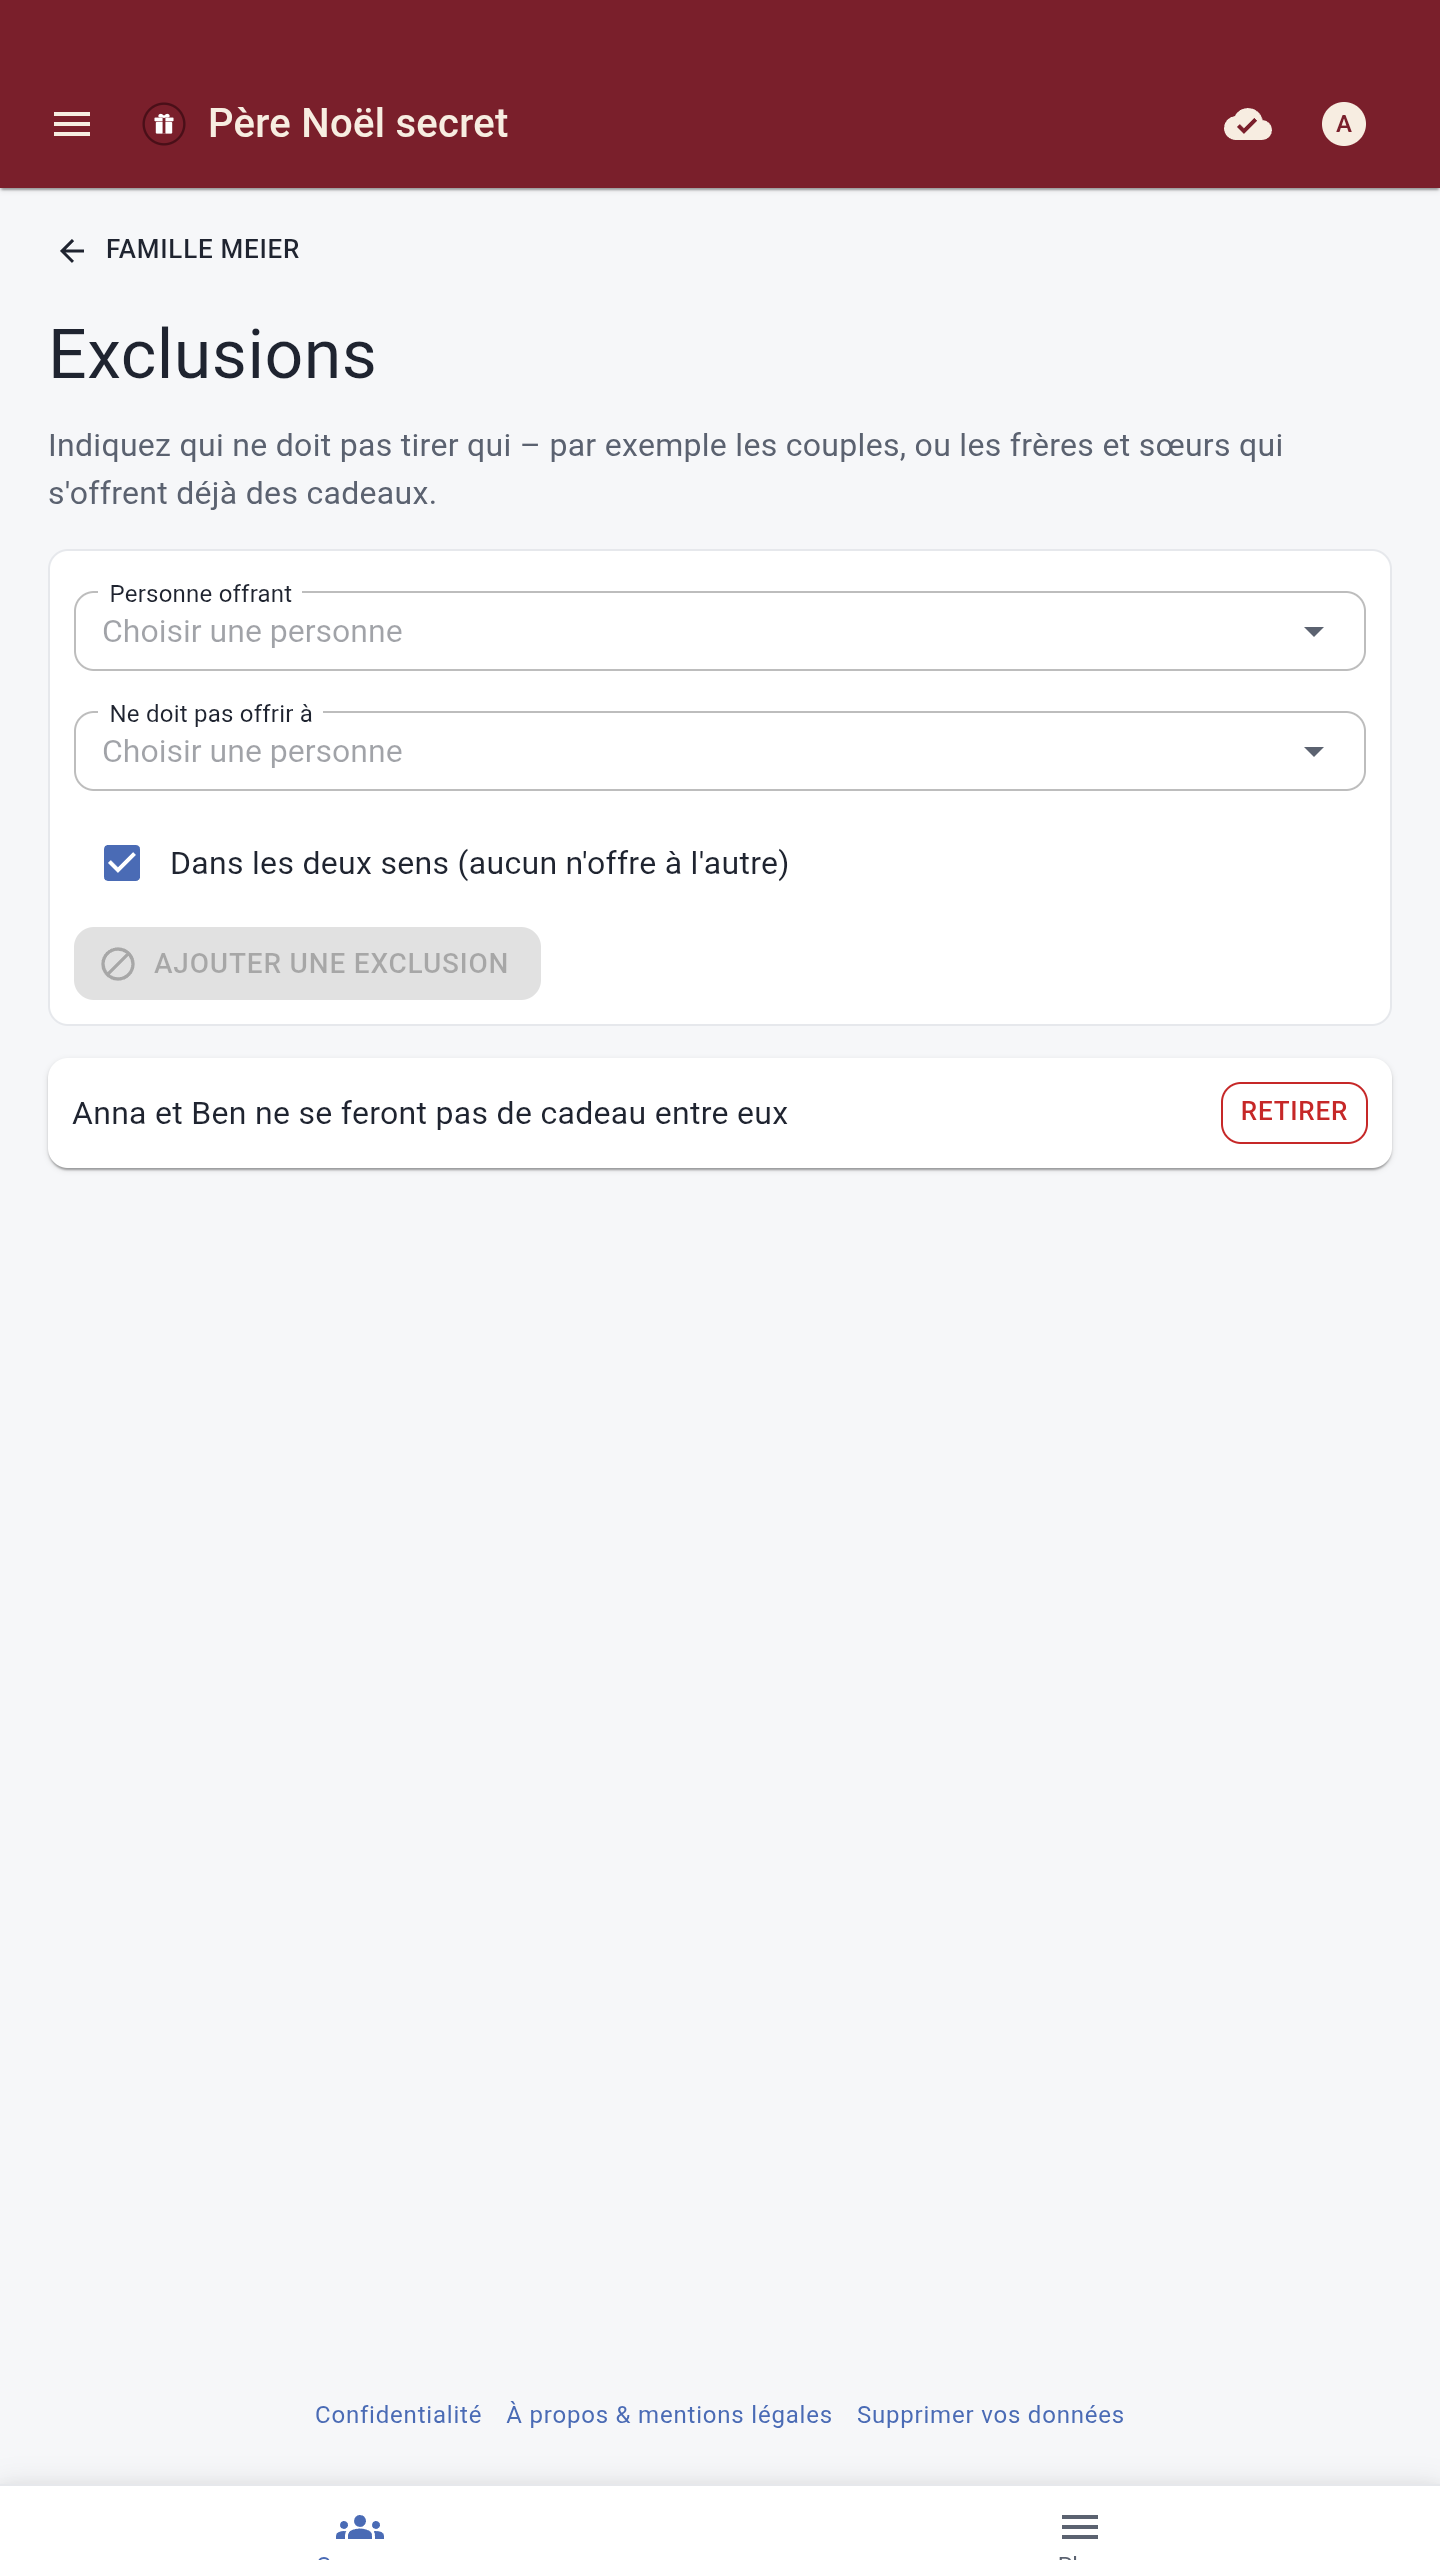 Père Noël secret
A
FAMILLE MEIER
Exclusions
Indiquez qui ne doit pas tirer qui – par exemple les couples, ou les frères et sœurs qui
s'offrent déjà des cadeaux.
Personne offrant
Choisir une personne
Ne doit pas offrir à
Choisir une personne
Dans les deux sens (aucun n'offre à l'autre)
AJOUTER UNE EXCLUSION
Anna et Ben ne se feront pas de cadeau entre eux
RETIRER
Confidentialité À propos & mentions légales Supprimer vos données